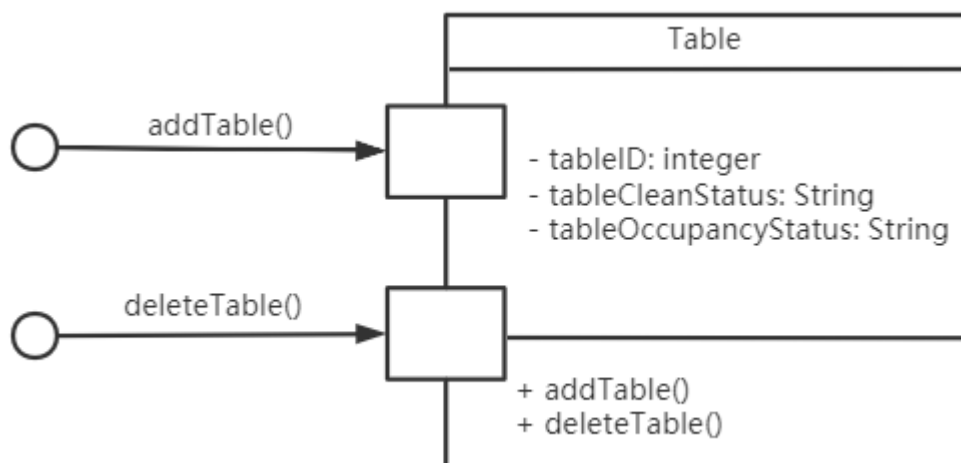 Table
addTable()
- tableID: integer
- tableCleanStatus: String
- tableOccupancyStatus: String
deleteTable()
+ addTable()
+ deleteTable()